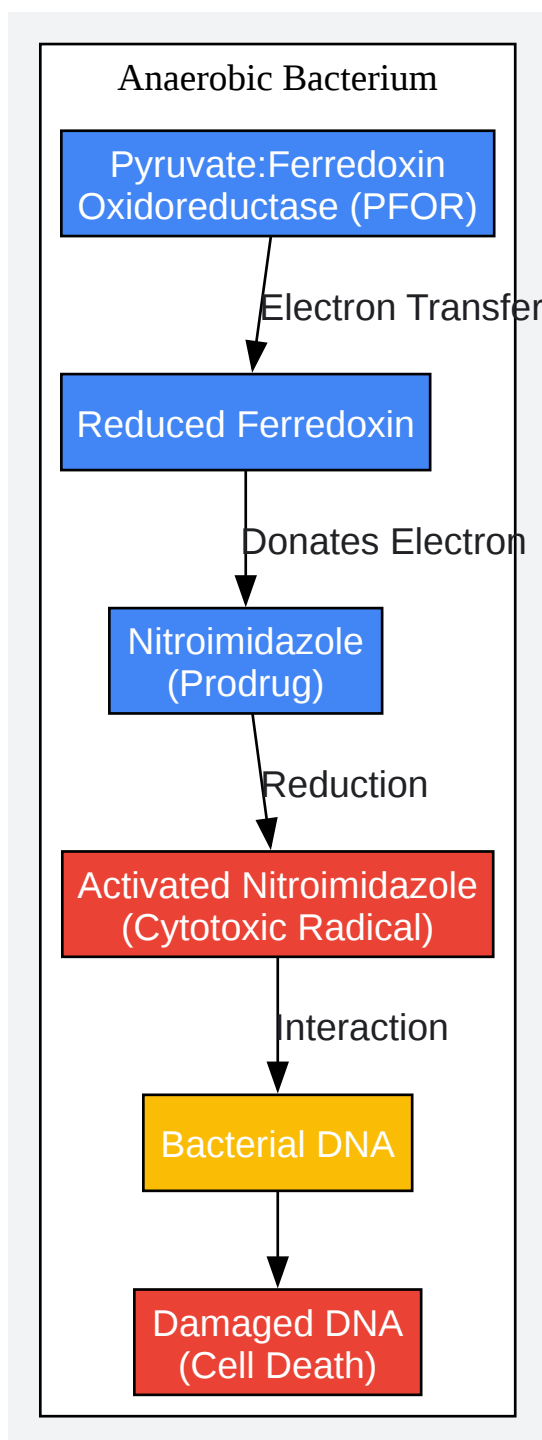 Anaerobic Bacterium
Pyruvate:Ferredoxin
Oxidoreductase (PFOR)
Electron Transfer
Reduced Ferredoxin
Donates Electron
Nitroimidazole
(Prodrug)
Reduction
Activated Nitroimidazole
(Cytotoxic Radical)
Interaction
Bacterial DNA
Damaged DNA
(Cell Death)